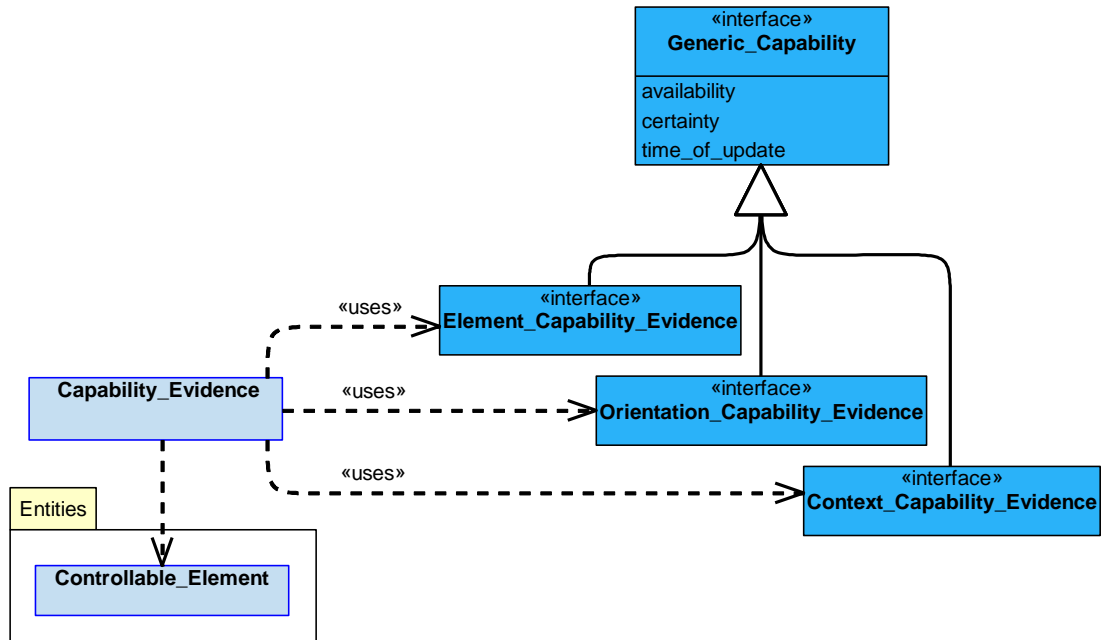 «interface»
Generic_Capability
availability
certainty
time_of_update
«interface»
Element_Capability_Evidence
«uses»
Capability_Evidence
«uses»
«interface»
Orientation_Capability_Evidence
«uses»
«interface»
Context_Capability_Evidence
Entities
Controllable_Element